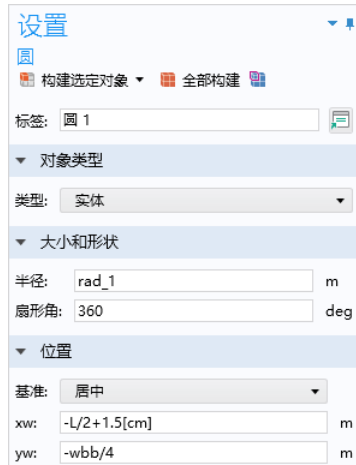 设置
圆
构建选定对象 全部构建
标签: 圆 1
对象类型
类型: 实体
大小和形状
半径: rad_1 m
扇形角: 360 deg
位置
基准: 居中
xw: -L/2+1.5[cm] m
yw: -wbb/4 m